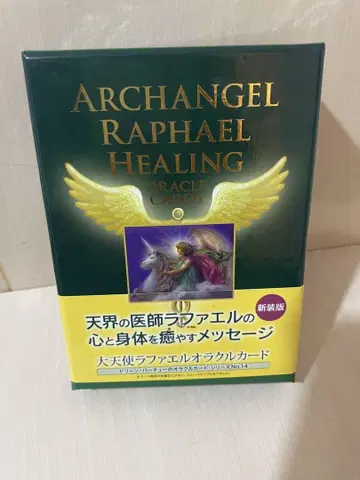 ARCHANGEL
RAPHAEL
HEALING
ORACLE
CARDS
天界の医師ラファエルの
心と身体を癒やすメッセージ
新装版
大天使ラファエルオラクルカード
ドリーン・バーチューのオラクルカード シリーズNo.14